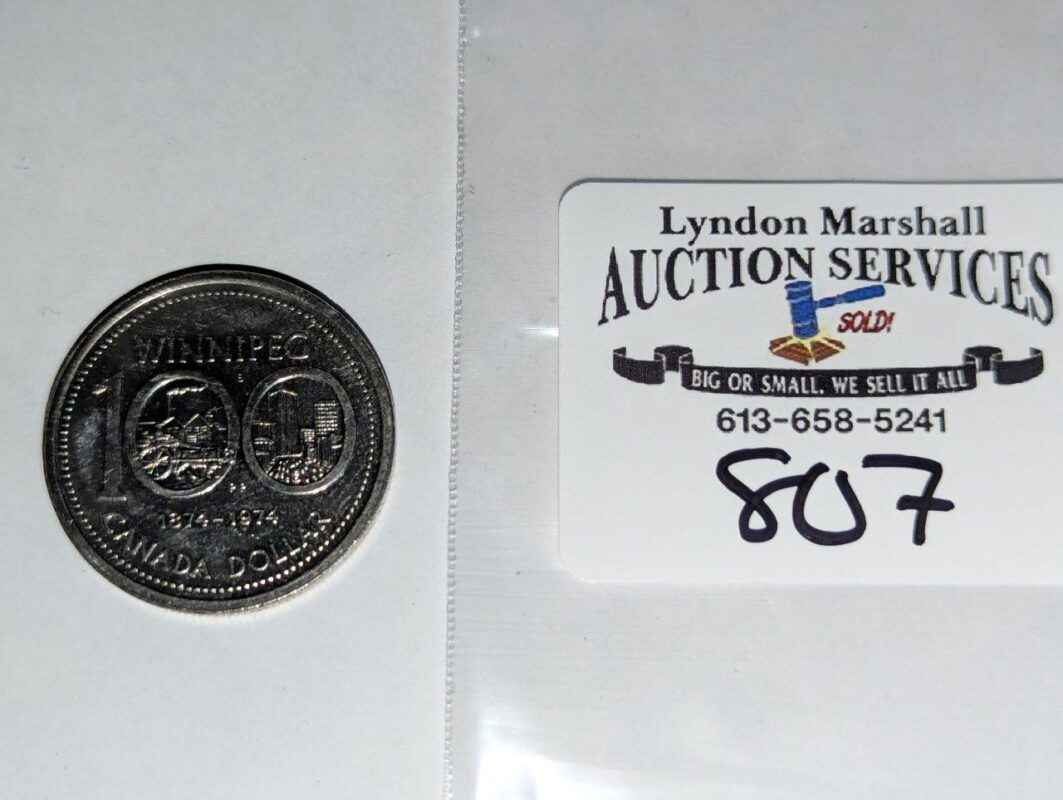 WINNIPEG
100
1874-1974
CANADA DOLLAR
Lyndon Marshall
AUCTION SERVICES
SOLD!
BIG OR SMALL. WE SELL IT ALL
613-658-5241
807